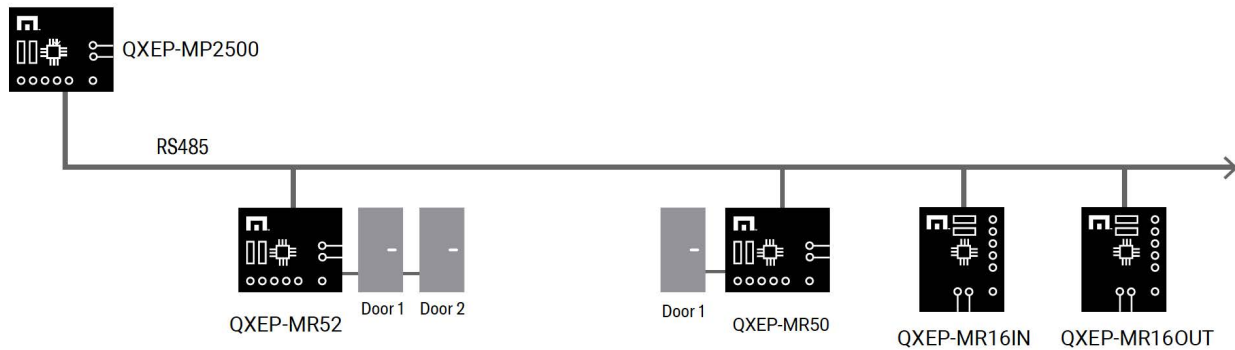 QXEP-MP2500
RS485
Door 1 Door 2
Door 1
QXEP-MR52
QXEP-MR50
QXEP-MR16IN
QXEP-MR16OUT